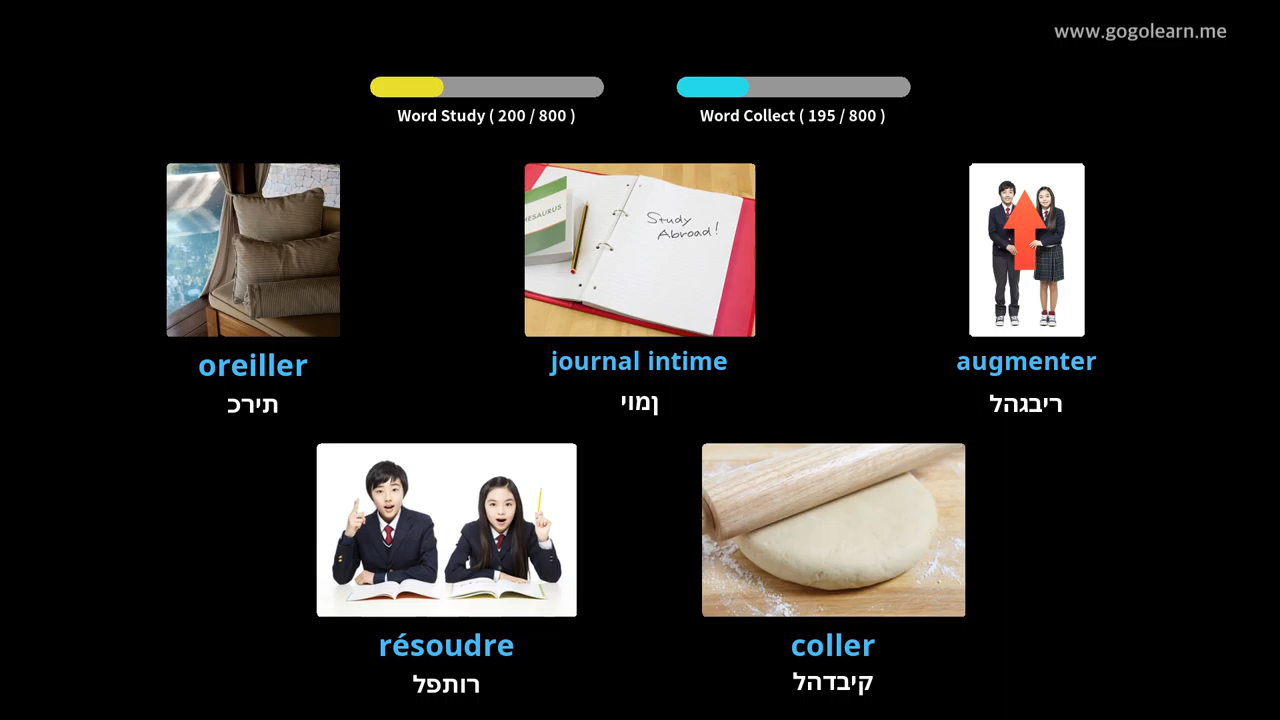 www.gogolearn.me
Word Study ( 200 / 800 )
Word Collect ( 195 / 800 )
THESAURUS
Study
Abroad!
oreiller
תירכ
journal intime
ןמוי
augmenter
ריבגהל
résoudre
רותפל
coller
קיבדהל